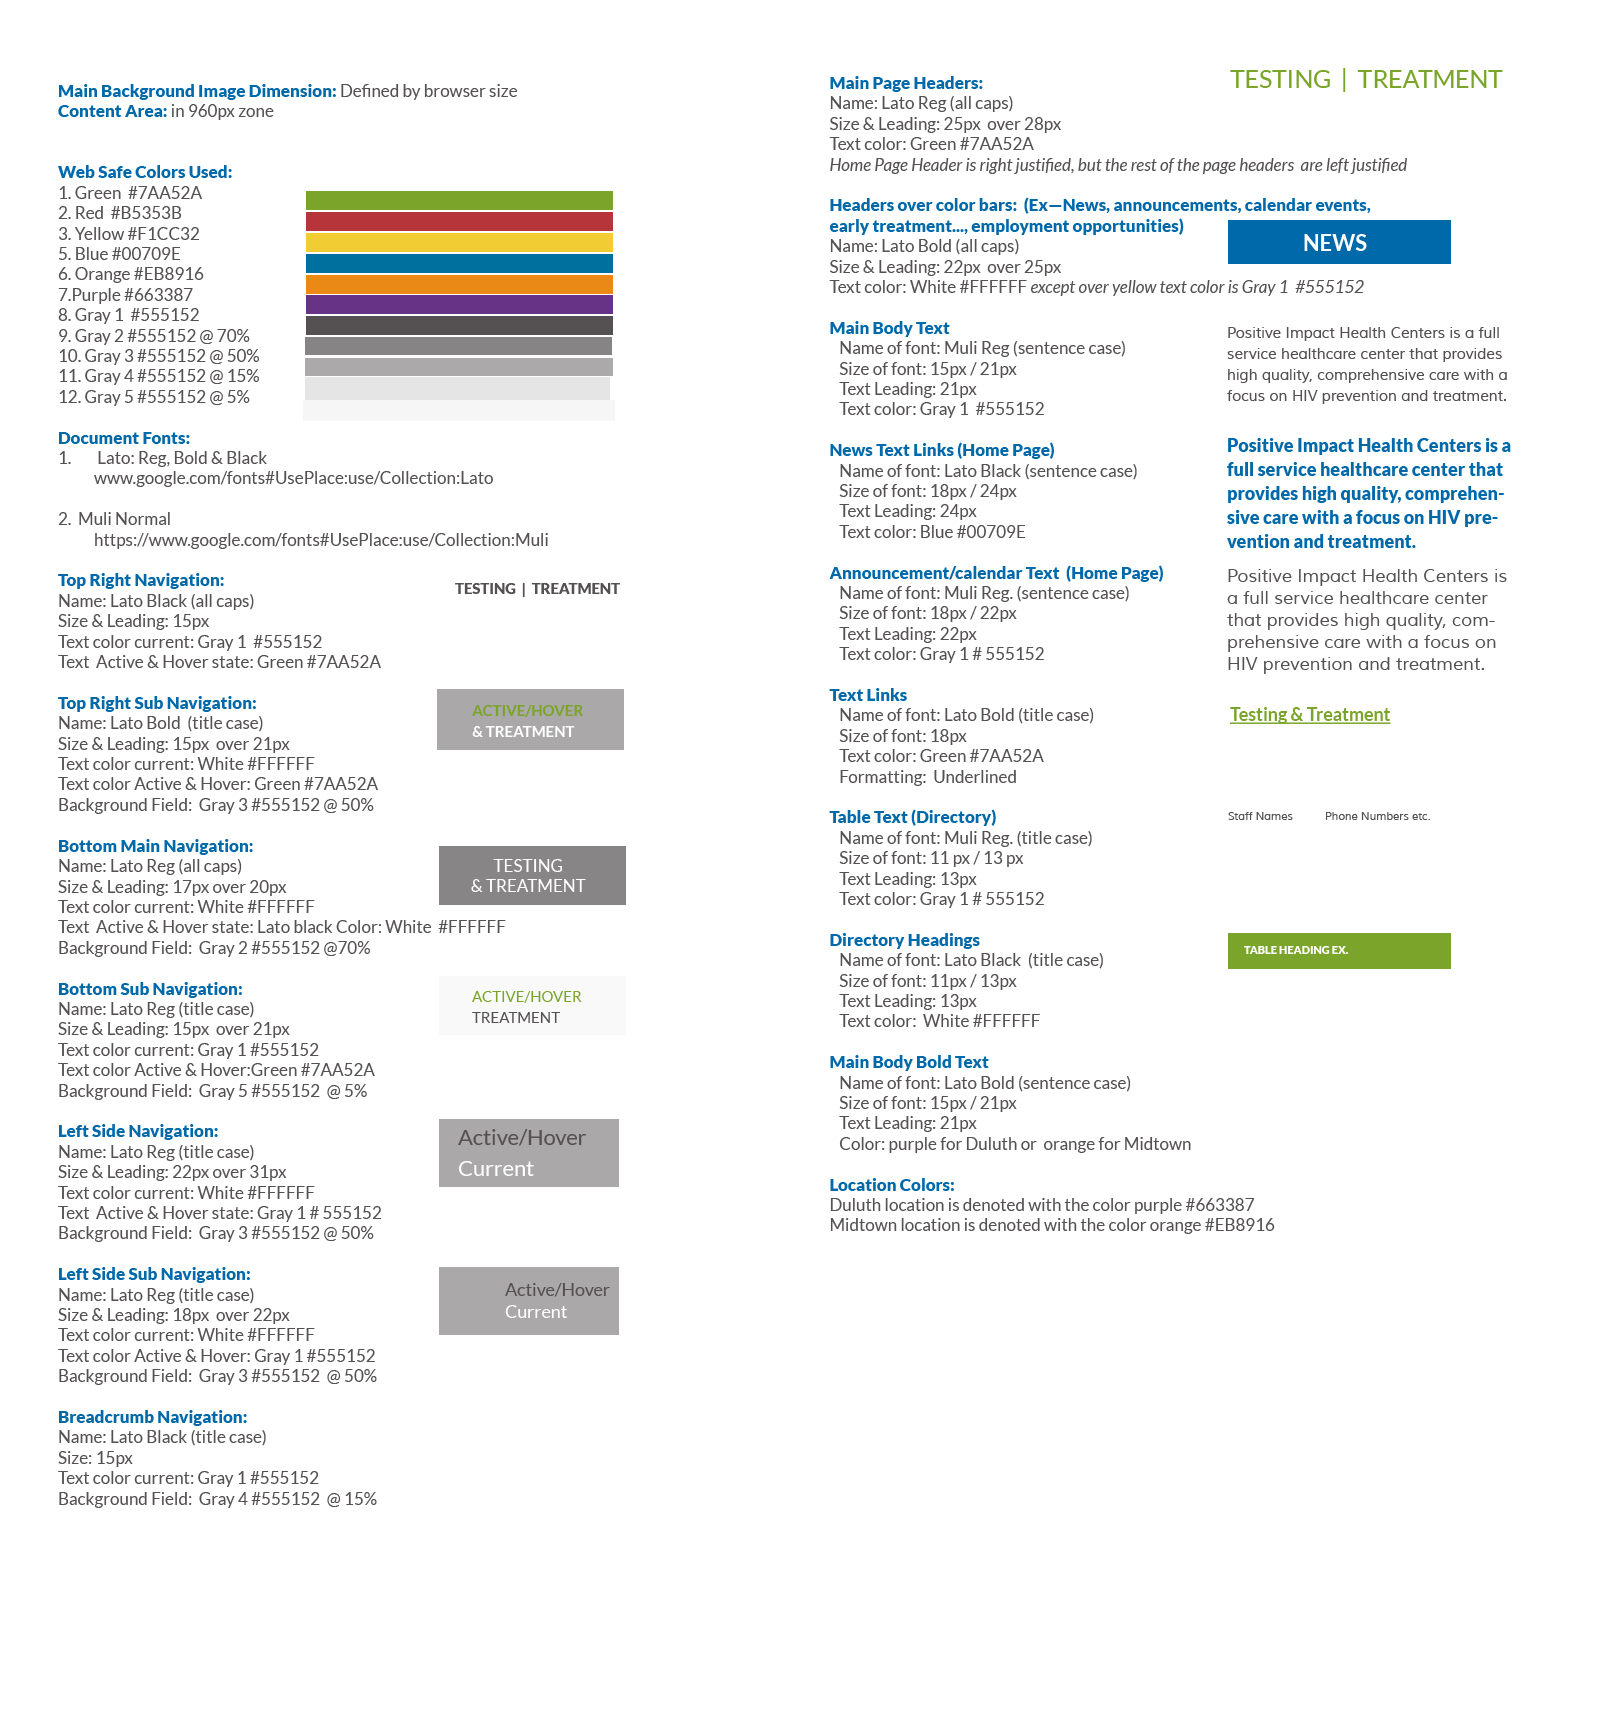 Main Background Image Dimension: Defined by browser size
Content Area: in 960px zone
Web Safe Colors Used:
1. Green  #7AA52A
2. Red  #B5353B
3. Yellow #F1CC32
5. Blue #00709E
6. Orange #EB8916
7.Purple #663387
8. Gray 1  #555152
9. Gray 2 #555152 @ 70%
10. Gray 3 #555152 @ 50%
11. Gray 4 #555152 @ 15%
12. Gray 5 #555152 @ 5%
Document Fonts:
1. Lato: Reg, Bold & Black
www.google.com/fonts#UsePlace:use/Collection:Lato
2. Muli Normal
https://www.google.com/fonts#UsePlace:use/Collection:Muli
Top Right Navigation:
TESTING | TREATMENT
Name: Lato Black (all caps)
Size & Leading: 15px
Text color current: Gray 1  #555152
Text  Active & Hover state: Green #7AA52A
Top Right Sub Navigation:
Name: Lato Bold  (title case)
Size & Leading: 15px  over 21px
Text color current: White #FFFFFF
Text color Active & Hover: Green #7AA52A
Background Field:  Gray 3 #555152 @ 50%
ACTIVE/HOVER
& TREATMENT
Bottom Main Navigation:
Name: Lato Reg (all caps)
Size & Leading: 17px over 20px
Text color current: White #FFFFFF
Text  Active & Hover state: Lato black Color: White  #FFFFFF
Background Field:  Gray 2 #555152 @70%
TESTING
& TREATMENT
Bottom Sub Navigation:
Name: Lato Reg (title case)
Size & Leading: 15px  over 21px
Text color current: Gray 1 #555152
Text color Active & Hover:Green #7AA52A
Background Field:  Gray 5 #555152  @ 5%
ACTIVE/HOVER
TREATMENT
Left Side Navigation:
Name: Lato Reg (title case)
Size & Leading: 22px over 31px
Text color current: White #FFFFFF
Text  Active & Hover state: Gray 1 # 555152
Background Field:  Gray 3 #555152 @ 50%
Active/Hover
Current
Left Side Sub Navigation:
Name: Lato Reg (title case)
Size & Leading: 18px  over 22px
Text color current: White #FFFFFF
Text color Active & Hover: Gray 1 #555152
Background Field:  Gray 3 #555152  @ 50%
Active/Hover
Current
Breadcrumb Navigation:
Name: Lato Black (title case)
Size: 15px
Text color current: Gray 1 #555152
Background Field:  Gray 4 #555152  @ 15%
Main Page Headers:
TESTING | TREATMENT
Name: Lato Reg (all caps)
Size & Leading: 25px  over 28px
Text color: Green #7AA52A
Home Page Header is right justified, but the rest of the page headers  are left justified
Headers over color bars:  (Ex—News, announcements, calendar events,
early treatment..., employment opportunities)
Name: Lato Bold (all caps)
Size & Leading: 22px  over 25px
Text color: White #FFFFFF except over yellow text color is Gray 1  #555152
NEWS
Main Body Text
Name of font: Muli Reg (sentence case)
Size of font: 15px / 21px
Text Leading: 21px
Text color: Gray 1  #555152
Positive Impact Health Centers is a full
service healthcare center that provides
high quality, comprehensive care with a
focus on HIV prevention and treatment.
News Text Links (Home Page)
Name of font: Lato Black (sentence case)
Size of font: 18px / 24px
Text Leading: 24px
Text color: Blue #00709E
Positive Impact Health Centers is a
full service healthcare center that
provides high quality, comprehen-
sive care with a focus on HIV pre-
vention and treatment.
Announcement/calendar Text  (Home Page)
Name of font: Muli Reg. (sentence case)
Size of font: 18px / 22px
Text Leading: 22px
Text color: Gray 1 # 555152
Positive Impact Health Centers is
a full service healthcare center
that provides high quality, com-
prehensive care with a focus on
HIV prevention and treatment.
Text Links
Name of font: Lato Bold (title case)
Size of font: 18px
Text color: Green #7AA52A
Formatting:  Underlined
Testing & Treatment
Table Text (Directory)
Name of font: Muli Reg. (title case)
Size of font: 11 px / 13 px
Text Leading: 13px
Text color: Gray 1 # 555152
Staff Names Phone Numbers etc.
Directory Headings
Name of font: Lato Black  (title case)
Size of font: 11px / 13px
Text Leading: 13px
Text color:  White #FFFFFF
TABLE HEADING EX.
Main Body Bold Text
Name of font: Lato Bold (sentence case)
Size of font: 15px / 21px
Text Leading: 21px
Color: purple for Duluth or  orange for Midtown
Location Colors:
Duluth location is denoted with the color purple #663387
Midtown location is denoted with the color orange #EB8916